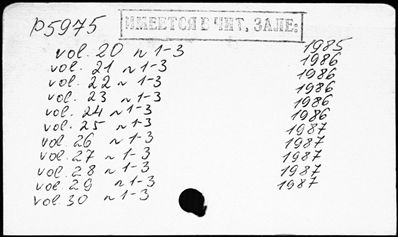 p5975 ИМЕЕТСЯ В ЧИТ. ЗАЛЕ:
vol. 20 n 1-3 1985
vol. 21 n 1-3 1986
vol. 22 n 1-3 1986
vol. 23 n 1-3 1986
vol. 24 n 1-3 1986
vol. 25 n 1-3 1986
vol. 26 n 1-3 1987
vol. 27 n 1-3 1987
vol. 28 n 1-3 1987
vol. 29 n 1-3 1987
vol. 30 n 1-3 1987